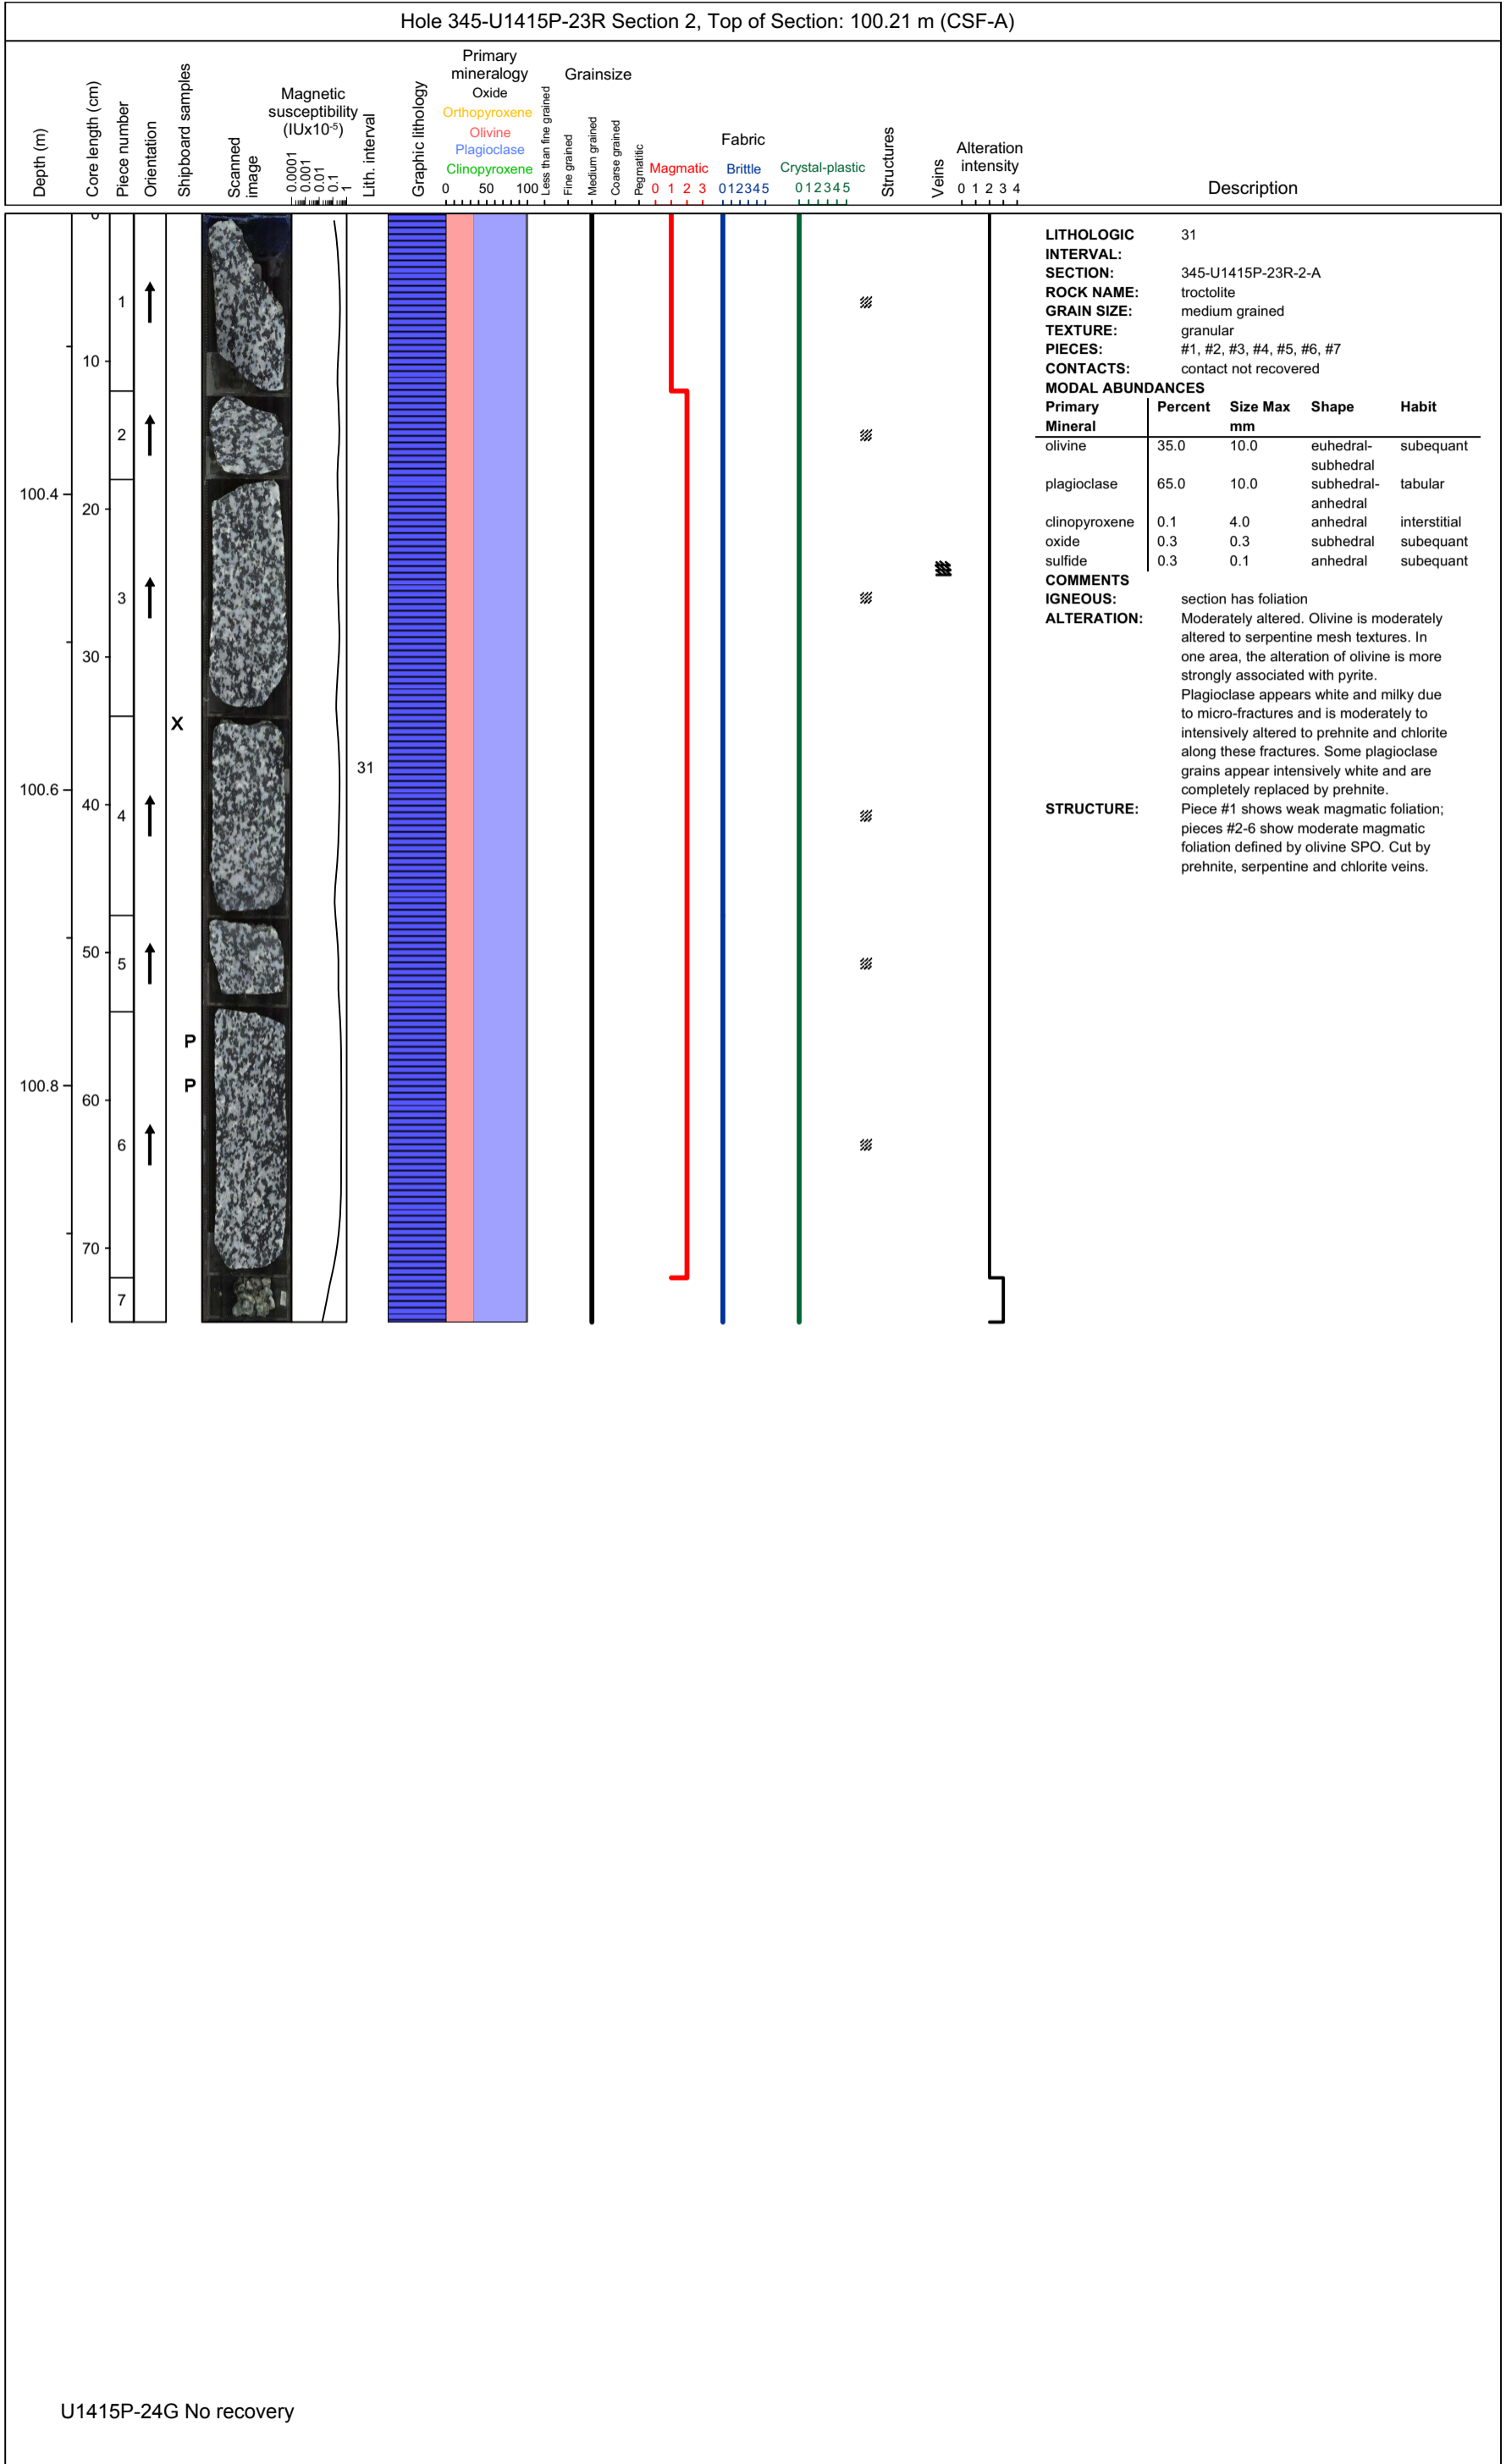 Hole 345-U1415P-23R Section 2, Top of Section: 100.21 m (CSF-A)
Depth (m)
Core length (cm)
Piece number
Orientation
Shipboard samples
Scanned
image
Magnetic
susceptibility
(IUx10-5)
0.0001
0.001
0.01
0.1
1
Lith. interval
Graphic lithology
Primary
mineralogy
Oxide
Orthopyroxene
Olivine
Plagioclase
Clinopyroxene
0 50 100
Grainsize
Less than fine grained
Fine grained
Medium grained
Coarse grained
Pegmatitic
Fabric
Magmatic
0 1 2 3
Brittle
0 1 2 3 4 5
Crystal-plastic
0 1 2 3 4 5
Structures
Veins
Alteration
intensity
0 1 2 3 4
Description
0
1
10
2
100.4
20
3
30
X
31
100.6
40
4
50
5
P
100.8
P
60
6
70
7
LITHOLOGIC 31
INTERVAL:
SECTION: 345-U1415P-23R-2-A
ROCK NAME: troctolite
GRAIN SIZE: medium grained
TEXTURE: granular
PIECES: #1, #2, #3, #4, #5, #6, #7
CONTACTS: contact not recovered
MODAL ABUNDANCES
Primary Percent Size Max Shape Habit
Mineral mm
olivine 35.0 10.0 euhedral- subequant
subhedral
plagioclase 65.0 10.0 subhedral- tabular
anhedral
clinopyroxene 0.1 4.0 anhedral interstitial
oxide 0.3 0.3 subhedral subequant
sulfide 0.3 0.1 anhedral subequant
COMMENTS
IGNEOUS: section has foliation
ALTERATION: Moderately altered. Olivine is moderately
altered to serpentine mesh textures. In
one area, the alteration of olivine is more
strongly associated with pyrite.
Plagioclase appears white and milky due
to micro-fractures and is moderately to
intensively altered to prehnite and chlorite
along these fractures. Some plagioclase
grains appear intensively white and are
completely replaced by prehnite.
STRUCTURE: Piece #1 shows weak magmatic foliation;
pieces #2-6 show moderate magmatic
foliation defined by olivine SPO. Cut by
prehnite, serpentine and chlorite veins.
U1415P-24G No recovery